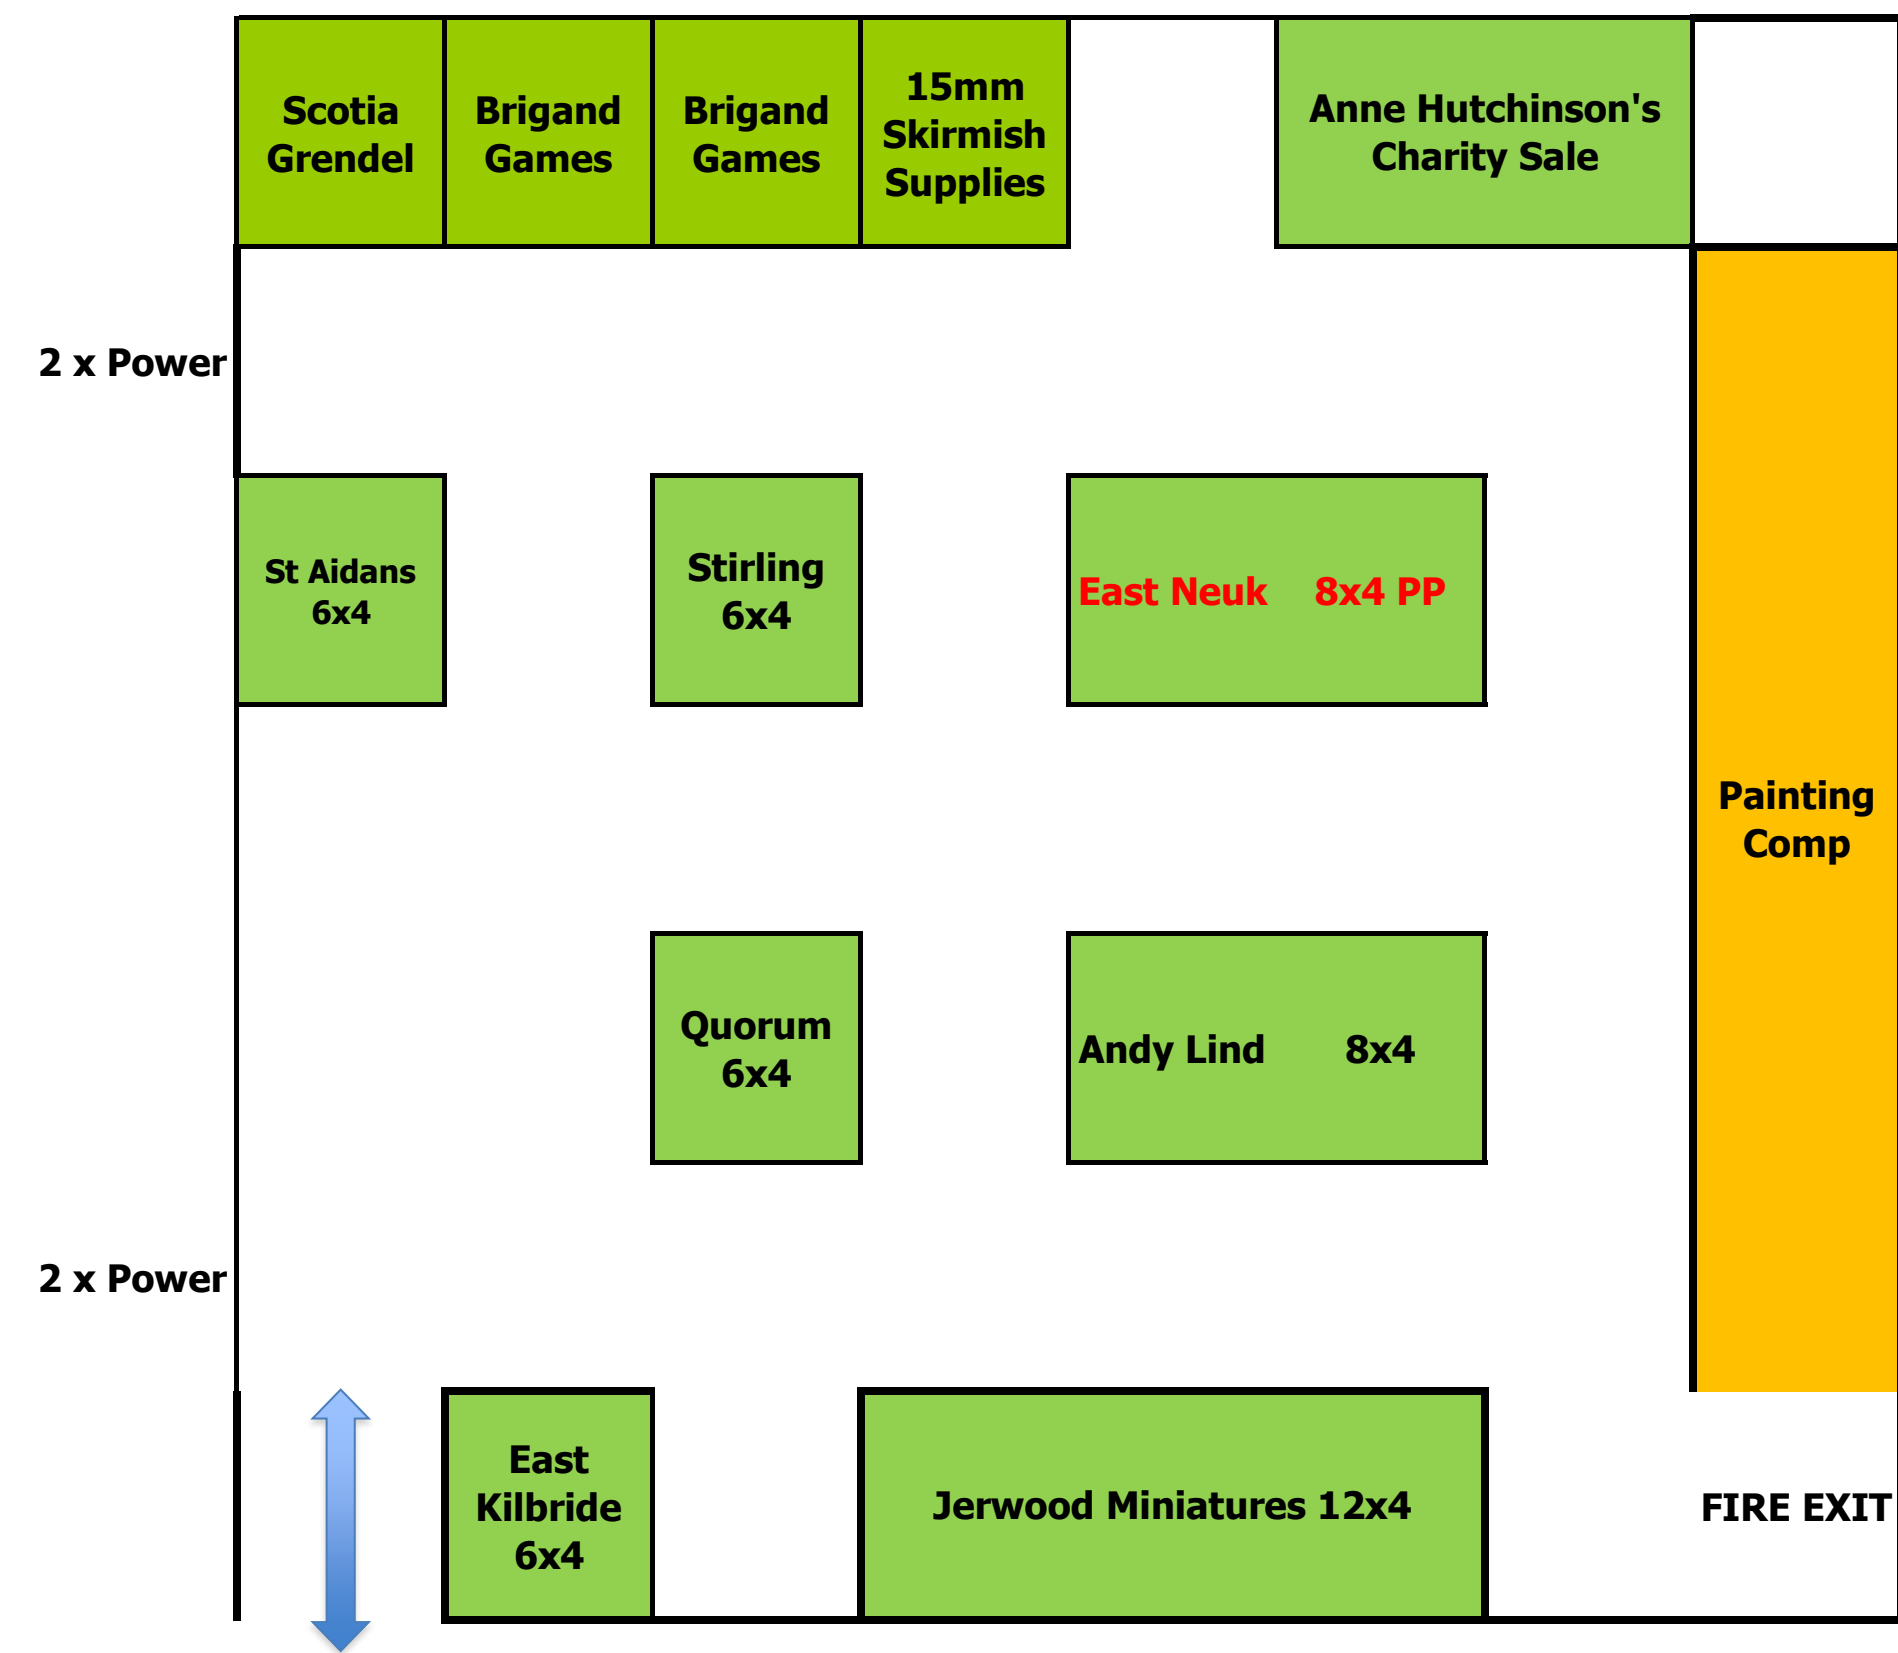 Scotia
Grendel
Brigand
Games
Brigand
Games
15mm
Skirmish
Supplies
Anne Hutchinson's
Charity Sale
2 x Power
St Aidans
6x4
Stirling
6x4
East Neuk 8x4 PP
Painting
Comp
Quorum
6x4
Andy Lind 8x4
2 x Power
East
Kilbride
6x4
Jerwood Miniatures 12x4
FIRE EXIT